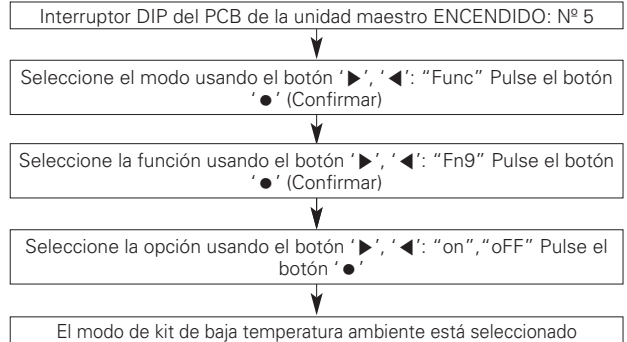 Interruptor DIP del PCB de la unidad maestro ENCENDIDO: Nº 5
Seleccione el modo usando el botón ‘▶’, ‘◀’: “Func” Pulse el botón
‘●’ (Confirmar)
Seleccione la función usando el botón ‘▶’, ‘◀’: “Fn9” Pulse el botón
‘●’ (Confirmar)
Seleccione la opción usando el botón ‘▶’, ‘◀’: “on”,“oFF” Pulse el
botón ‘●’
El modo de kit de baja temperatura ambiente está seleccionado